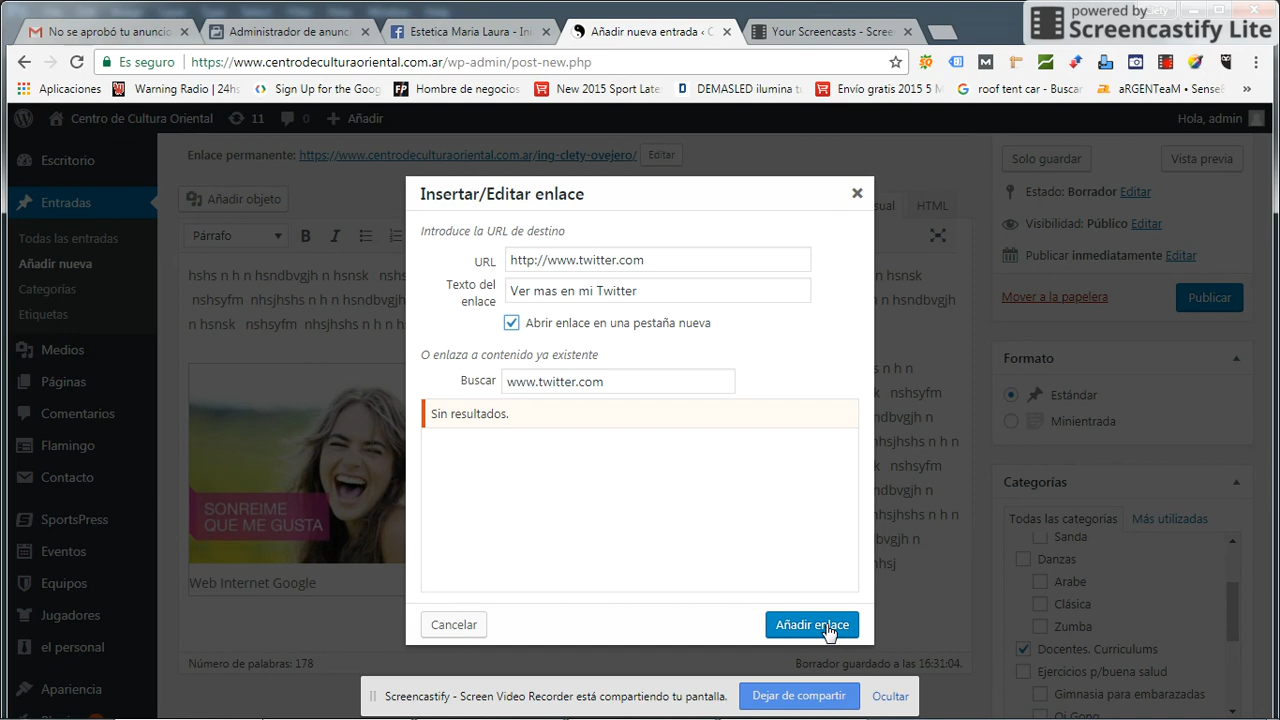 powered by
Screencastify Lite
No se aprobó tu anuncio
Administrador de anunc
Estetica Maria Laura - Ini
Añadir nueva entrada ‹ C
Your Screencasts - Scree
Es seguro
https://www.centrodeculturaoriental.com.ar/wp-admin/post-new.php
Aplicaciones
Warning Radio | 24hs
Sign Up for the Goog
Hombre de negocios
New 2015 Sport Late
DEMASLED ilumina tu
Envío gratis 2015 5 M
roof tent car - Buscar
aRGENTeaM • Sense8
Centro de Cultura Oriental
11
0
Añadir
Hola, admin
Escritorio
Entradas
Todas las entradas
Añadir nueva
Categorías
Etiquetas
Medios
Páginas
Comentarios
Flamingo
Contacto
SportsPress
Eventos
Equipos
Jugadores
el personal
Apariencia
Enlace permanente: https://www.centrodeculturaoriental.com.ar/ing-clety-ovejero/ Editar
Añadir objeto
HTML
Párrafo
B I
hshs n h n hsndbvgjh n hsnsk
nshsyfm nhsjhshs n h n
n hsnsk nshsyfm nhsjhshs n h
SONREIME
QUE ME GUSTA
Web Internet Google
Número de palabras: 178
Borrador guardado a las 16:31:04.
Insertar/Editar enlace
Introduce la URL de destino
URL
http://www.twitter.com
Texto del
enlace
Ver mas en mi Twitter
Abrir enlace en una pestaña nueva
O enlaza a contenido ya existente
Buscar
www.twitter.com
Sin resultados.
Cancelar
Añadir enlace
Solo guardar
Vista previa
Estado: Borrador Editar
Visibilidad: Público Editar
Publicar inmediatamente Editar
Mover a la papelera
Publicar
Formato
Estándar
Minientrada
Categorías
Todas las categorías
Más utilizadas
Sanda
Danzas
Arabe
Clásica
Zumba
Docentes. Curriculums
Ejercicios p/buena salud
Gimnasia para embarazadas
Screencastify - Screen Video Recorder está compartiendo tu pantalla.
Dejar de compartir
Ocultar